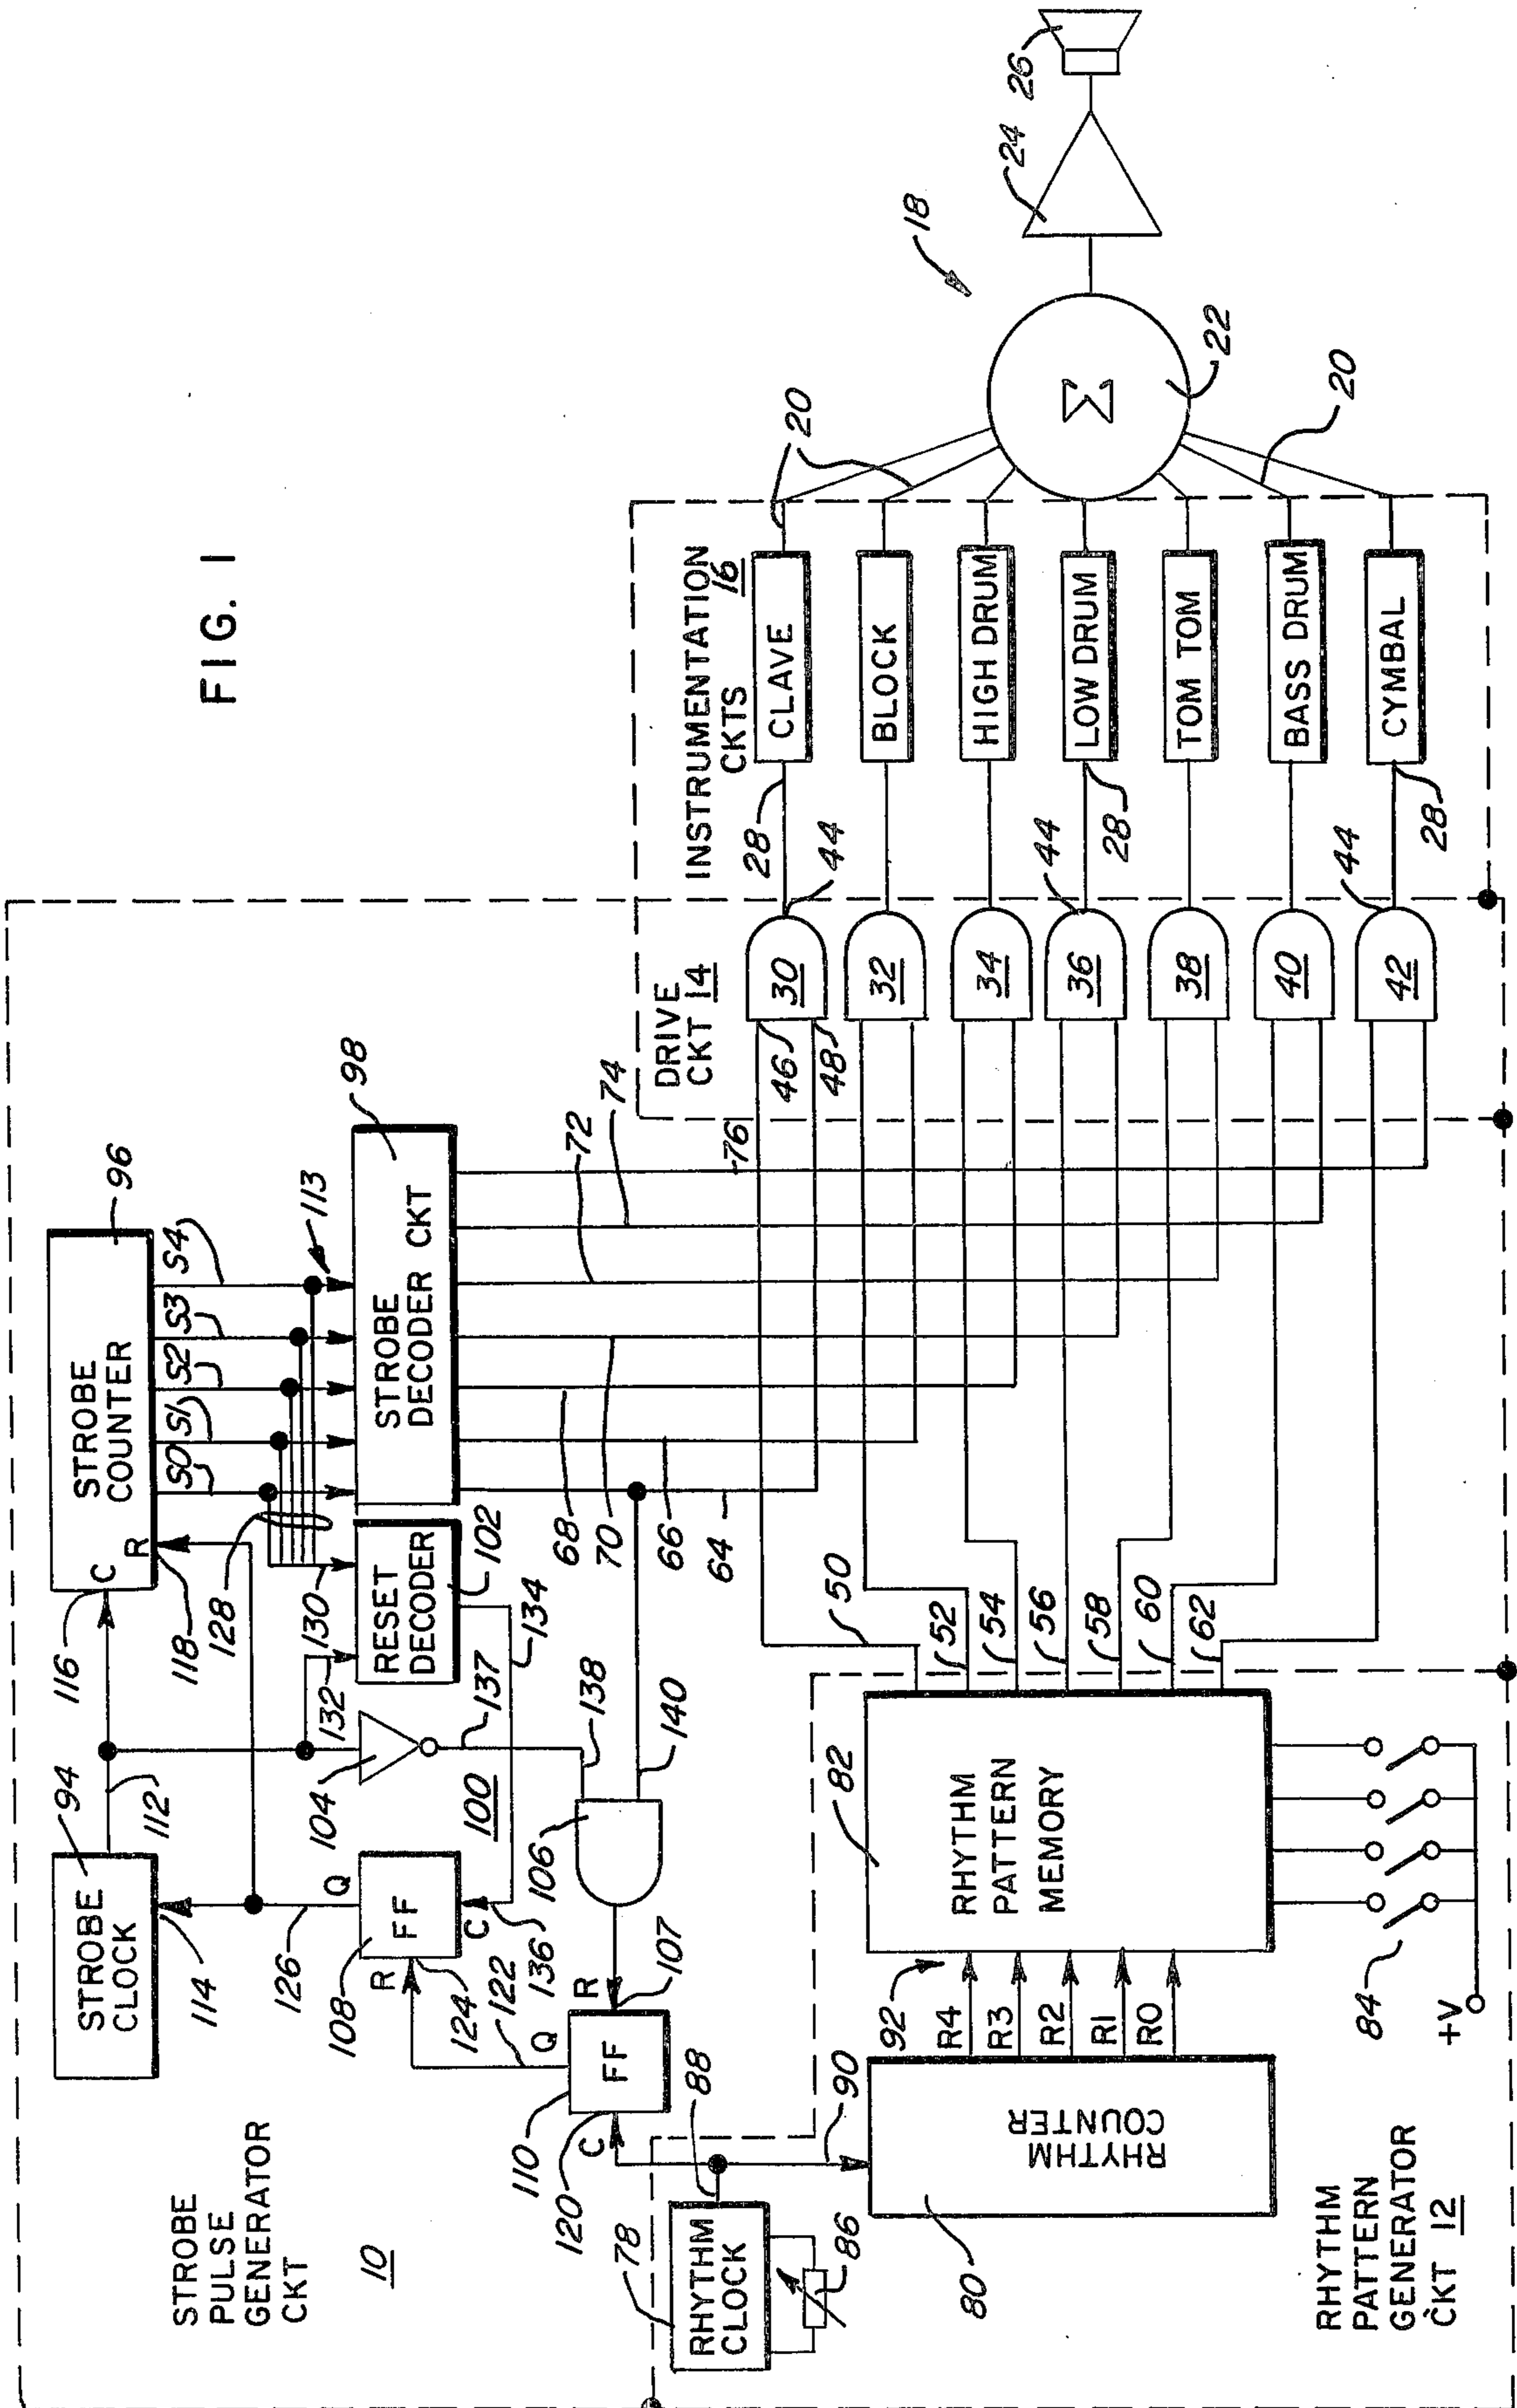 FIG. 1
STROBE
PULSE
GENERATOR
CKT
10
STROBE
CLOCK
94
112
114
126
STROBE
COUNTER
96
C
R
116
118
S0
S1
S2
S3
S4
113
128
130
132
RESET
DECODER
102
134
STROBE
DECODER CKT
98
104
137
138
140
100
106
107
FF
108
Q
R
C
124
122
136
FF
110
Q
R
C
120
64
66
68
70
72
74
76
RHYTHM
CLOCK
78
86
88
90
RHYTHM
COUNTER
80
92
R4
R3
R2
R1
R0
RHYTHM
PATTERN
MEMORY
82
84
+V
RHYTHM
PATTERN
GENERATOR
CKT 12
50
52
54
56
58
60
62
DRIVE
CKT 14
46
48
30
32
34
36
38
40
42
44
44
44
28
28
28
INSTRUMENTATION
CKTS
16
CLAVE
BLOCK
HIGH DRUM
LOW DRUM
TOM TOM
BASS DRUM
CYMBAL
20
20
Σ
22
18
24
26